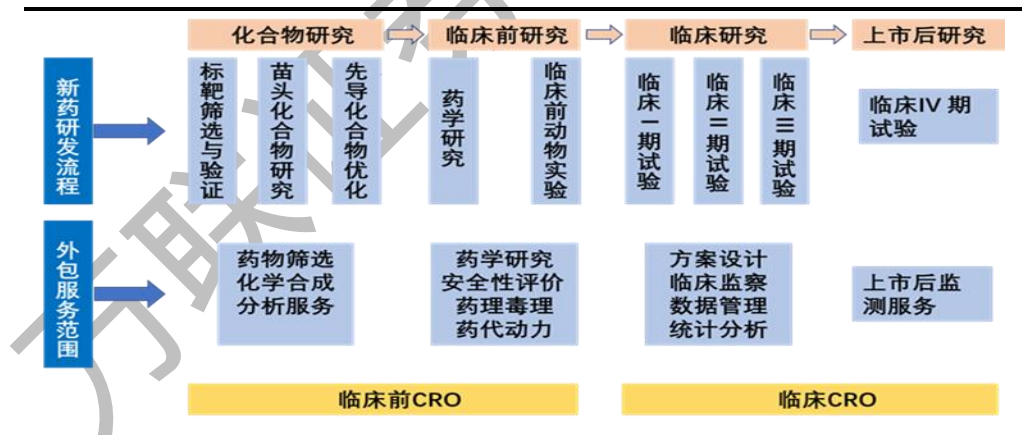 化合物研究
临床前研究
临床研究
上市后研究
新药研发流程
标靶筛选与验证
苗头化合物研究
先导化合物优化
药学研究
临床前动物实验
临床一期试验
临床二期试验
临床三期试验
临床IV 期
试验
外包服务范围
药物筛选
化学合成
分析服务
药学研究
安全性评价
药理毒理
药代动力
方案设计
临床监察
数据管理
统计分析
上市后监
测服务
临床前CRO
临床CRO
万联证券